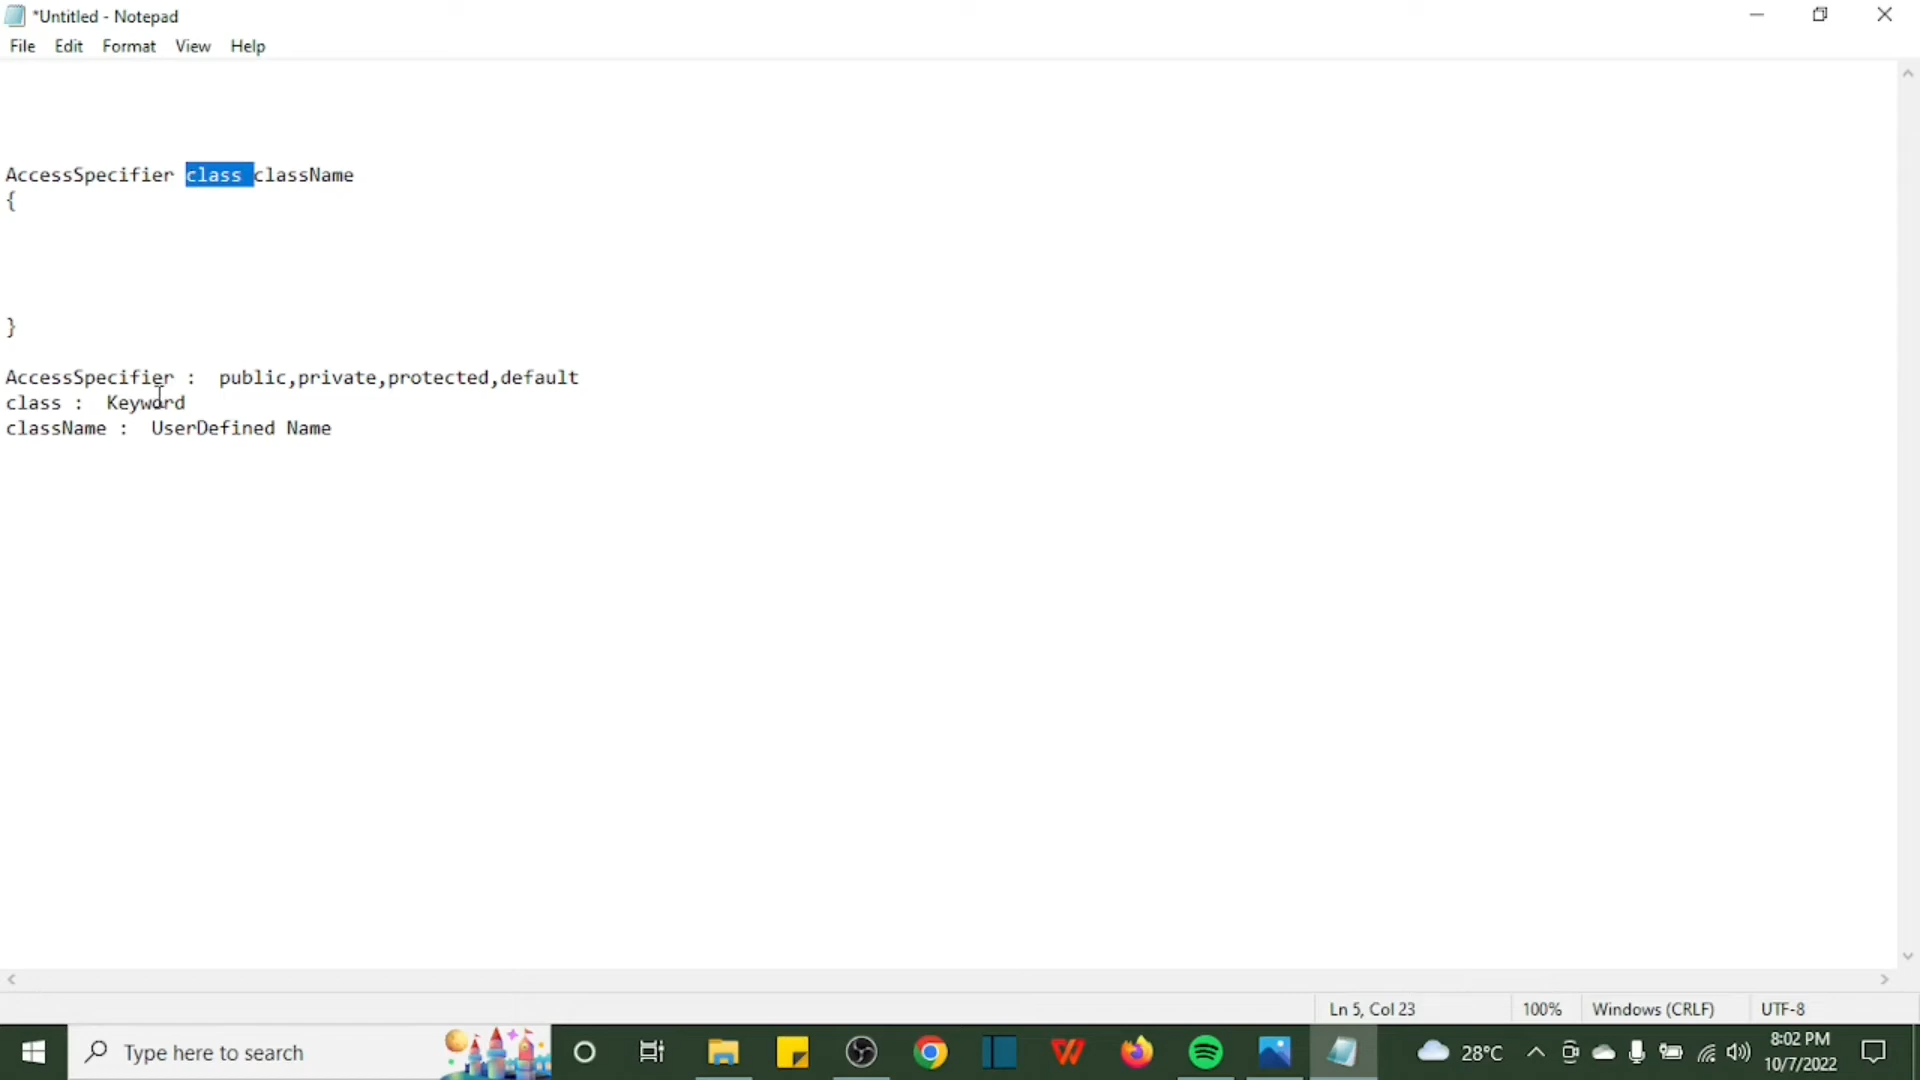 *Untitled - Notepad
File Edit Format View Help
AccessSpecifier class className
{
}
AccessSpecifier :  public,private,protected,default
class :  Keyword
className :  UserDefined Name
Ln 5, Col 23 100% Windows (CRLF) UTF-8
Type here to search
28°C
8:02 PM
10/7/2022